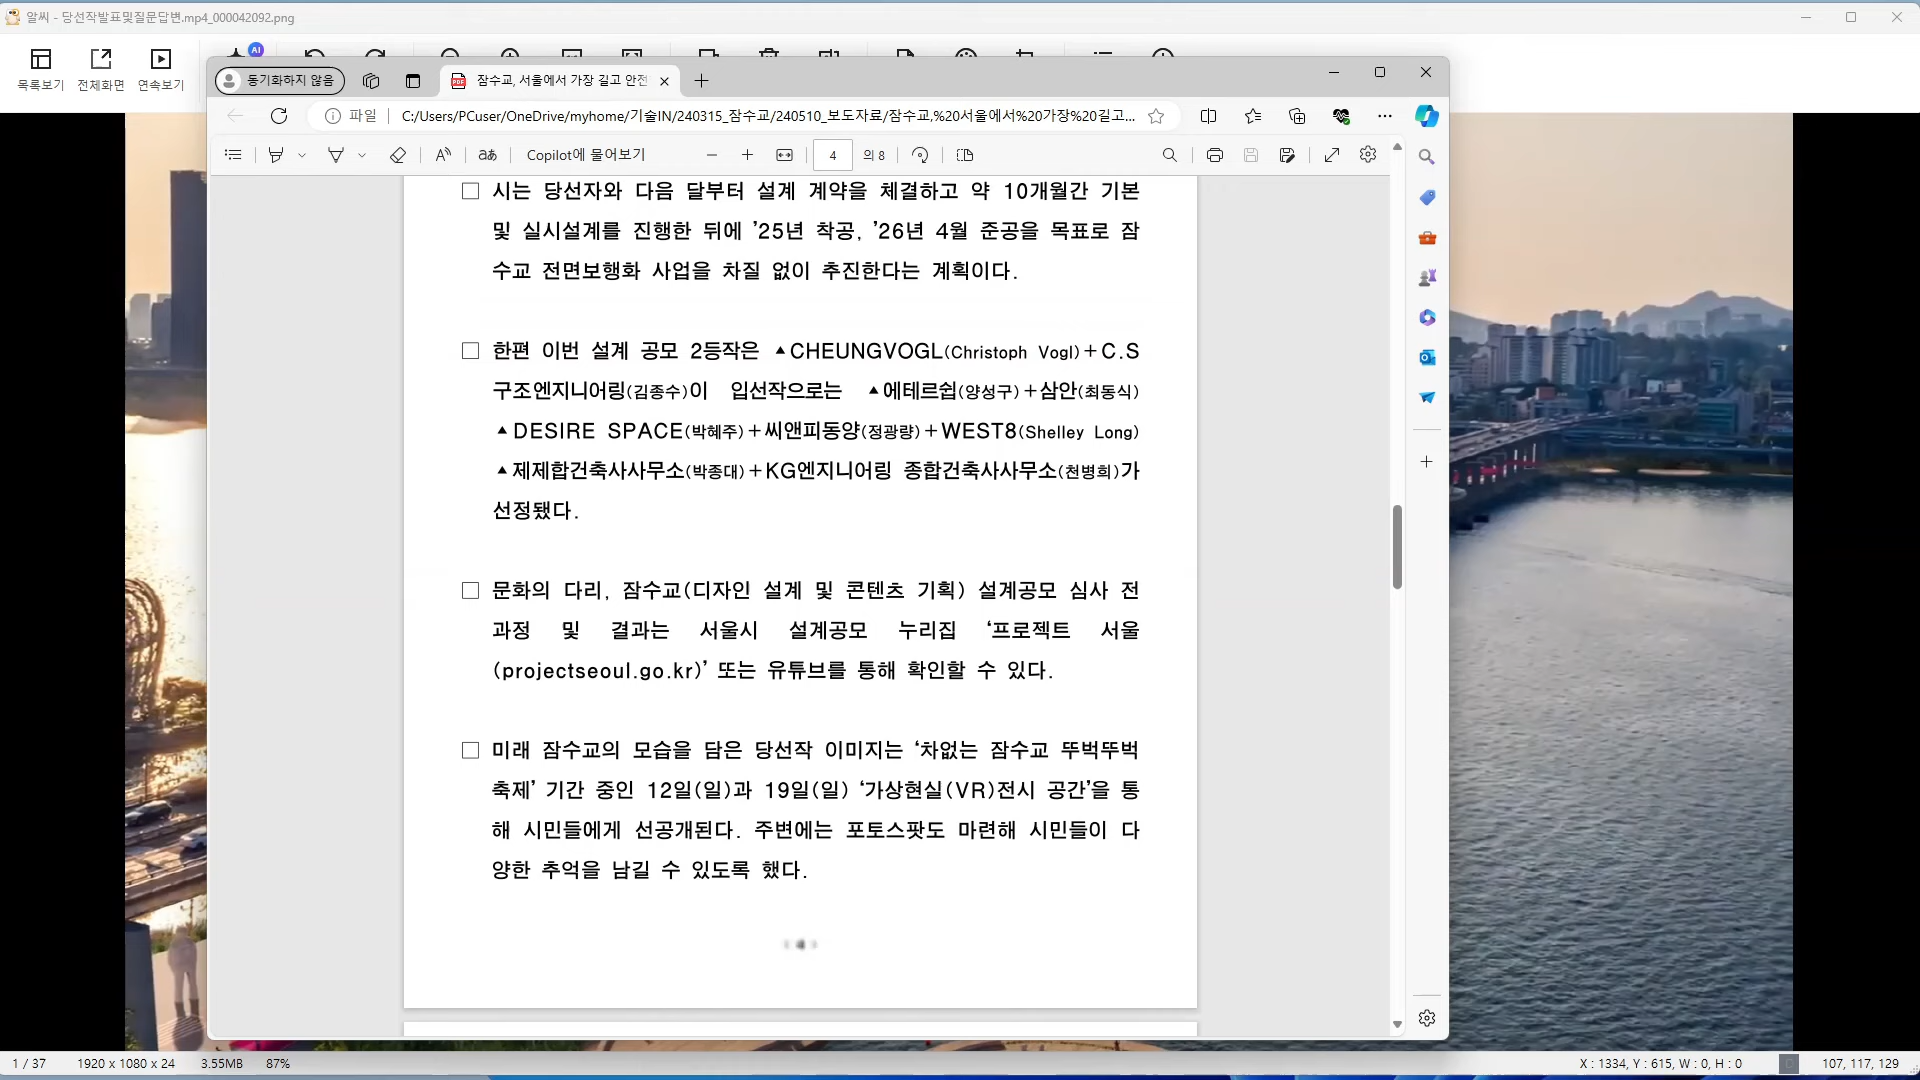 알씨 - 당선작발표및질문답변.mp4_000042092.png
목록보기 전체화면 연속보기
AI
동기화하지 않음
잠수교, 서울에서 가장 길고 안전
파일
C:/Users/PCuser/OneDrive/myhome/기술IN/240315_잠수교/240510_보도자료/잠수교,%20서울에서%20가장%20길고...
Copilot에 물어보기
4 의 8
□ 시는 당선자와 다음 달부터 설계 계약을 체결하고 약 10개월간 기본
및 실시설계를 진행한 뒤에 ’25년 착공, ’26년 4월 준공을 목표로 잠
수교 전면보행화 사업을 차질 없이 추진한다는 계획이다.
□ 한편 이번 설계 공모 2등작은 ▲CHEUNGVOGL(Christoph Vogl)+C.S
구조엔지니어링(김종수)이 입선작으로는 ▲에테르쉽(양성구)+삼안(최동식)
▲DESIRE SPACE(박혜주)+씨앤피동양(정광량)+WEST8(Shelley Long)
▲제제합건축사사무소(박종대)+KG엔지니어링 종합건축사사무소(천병희)가
선정됐다.
□ 문화의 다리, 잠수교(디자인 설계 및 콘텐츠 기획) 설계공모 심사 전
과정 및 결과는 서울시 설계공모 누리집 ‘프로젝트 서울
(projectseoul.go.kr)’ 또는 유튜브를 통해 확인할 수 있다.
□ 미래 잠수교의 모습을 담은 당선작 이미지는 ‘차없는 잠수교 뚜벅뚜벅
축제’ 기간 중인 12일(일)과 19일(일) ‘가상현실(VR)전시 공간’을 통
해 시민들에게 선공개된다. 주변에는 포토스팟도 마련해 시민들이 다
양한 추억을 남길 수 있도록 했다.
4
1 / 37 1920 x 1080 x 24 3.55MB 87%
X : 1334, Y : 615, W : 0, H : 0 107, 117, 129